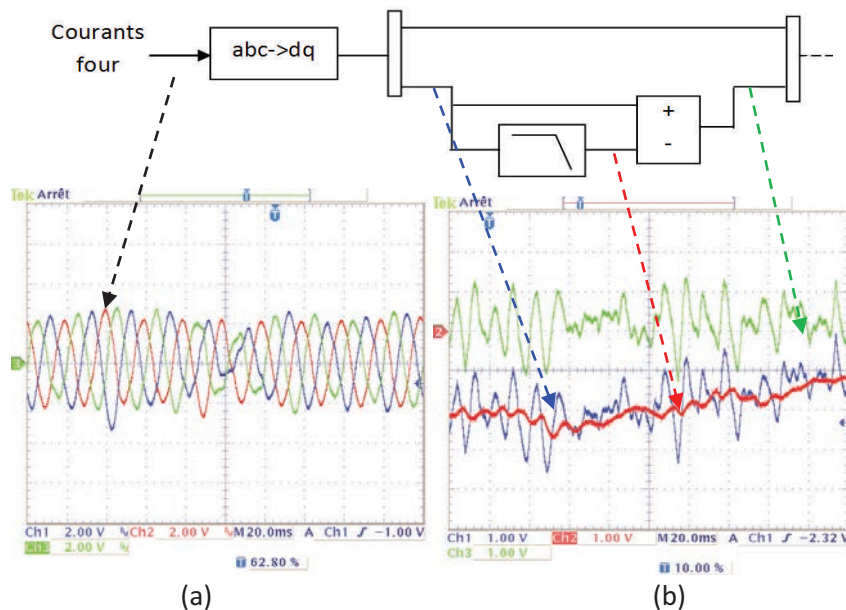 Courants
four
abc->dq
+
-
Tek Arrêt
Tek Arrêt
3
2
Ch1 2.00 V Ch2 2.00 V M 20.0ms A Ch1 ∫ −1.00 V
Ch3 2.00 V
62.80 %
Ch1 1.00 V Ch2 1.00 V M 20.0ms A Ch1 ∫ −2.32 V
Ch3 1.00 V
10.00 %
(a)
(b)